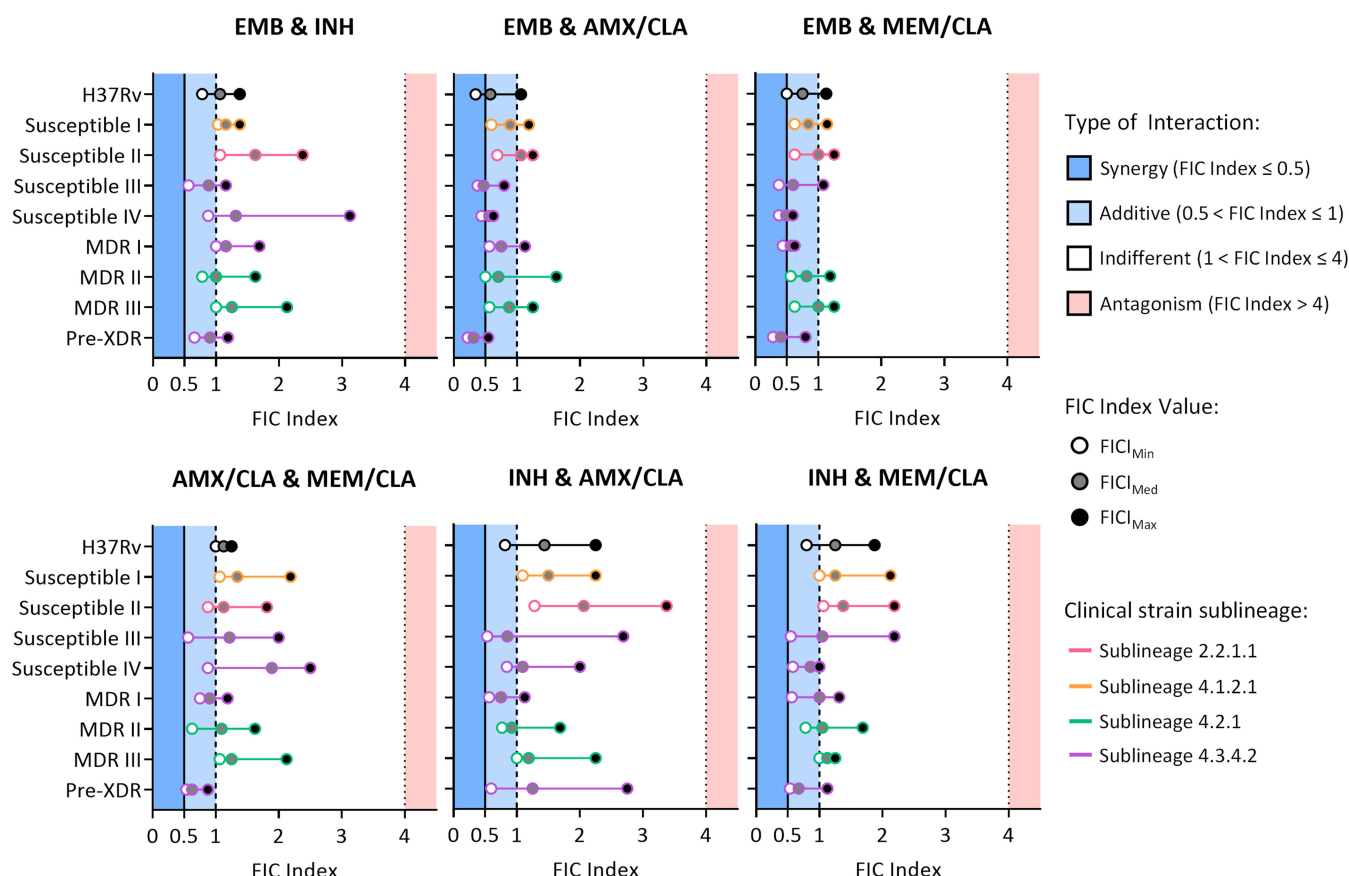 EMB & INH
EMB & AMX/CLA
EMB & MEM/CLA
H37Rv
Susceptible I
Susceptible II
Susceptible III
Susceptible IV
MDR I
MDR II
MDR III
Pre-XDR
0 0.5 1 2 3 4
0 0.5 1 2 3 4
0 0.5 1 2 3 4
FIC Index
FIC Index
FIC Index
AMX/CLA & MEM/CLA
INH & AMX/CLA
INH & MEM/CLA
H37Rv
Susceptible I
Susceptible II
Susceptible III
Susceptible IV
MDR I
MDR II
MDR III
Pre-XDR
0 0.5 1 2 3 4
0 0.5 1 2 3 4
0 0.5 1 2 3 4
FIC Index
FIC Index
FIC Index
Type of Interaction:
Synergy (FIC Index ≤ 0.5)
Additive (0.5 < FIC Index ≤ 1)
Indifferent (1 < FIC Index ≤ 4)
Antagonism (FIC Index > 4)
FIC Index Value:
FICIMin
FICIMed
FICIMax
Clinical strain sublineage:
Sublineage 2.2.1.1
Sublineage 4.1.2.1
Sublineage 4.2.1
Sublineage 4.3.4.2